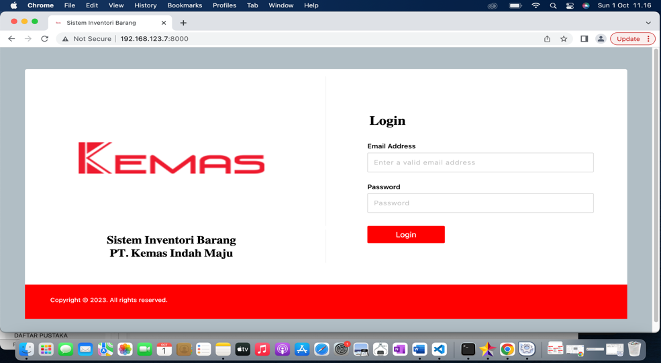 Chrome File Edit View History Bookmarks Profiles Tab Window Help Sun 1 Oct 11.16
Sistem Inventori Barang
Not Secure 192.168.123.7:8000 Update
Login
Email Address
Enter a valid email address
Password
Password
Login
KEMAS
Sistem Inventori Barang
PT. Kemas Indah Maju
Copyright © 2023. All rights reserved.
DAFTAR PUSTAKA